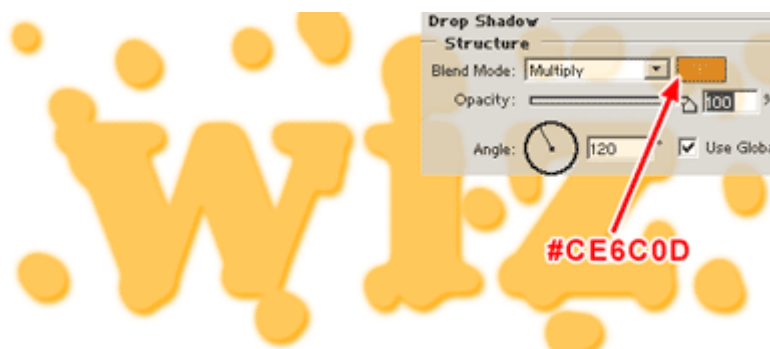 wiz
Drop Shadow
Structure
Blend Mode: Multiply
Opacity: 100 %
Angle: 120 ° Use Globa
#CE6C0D